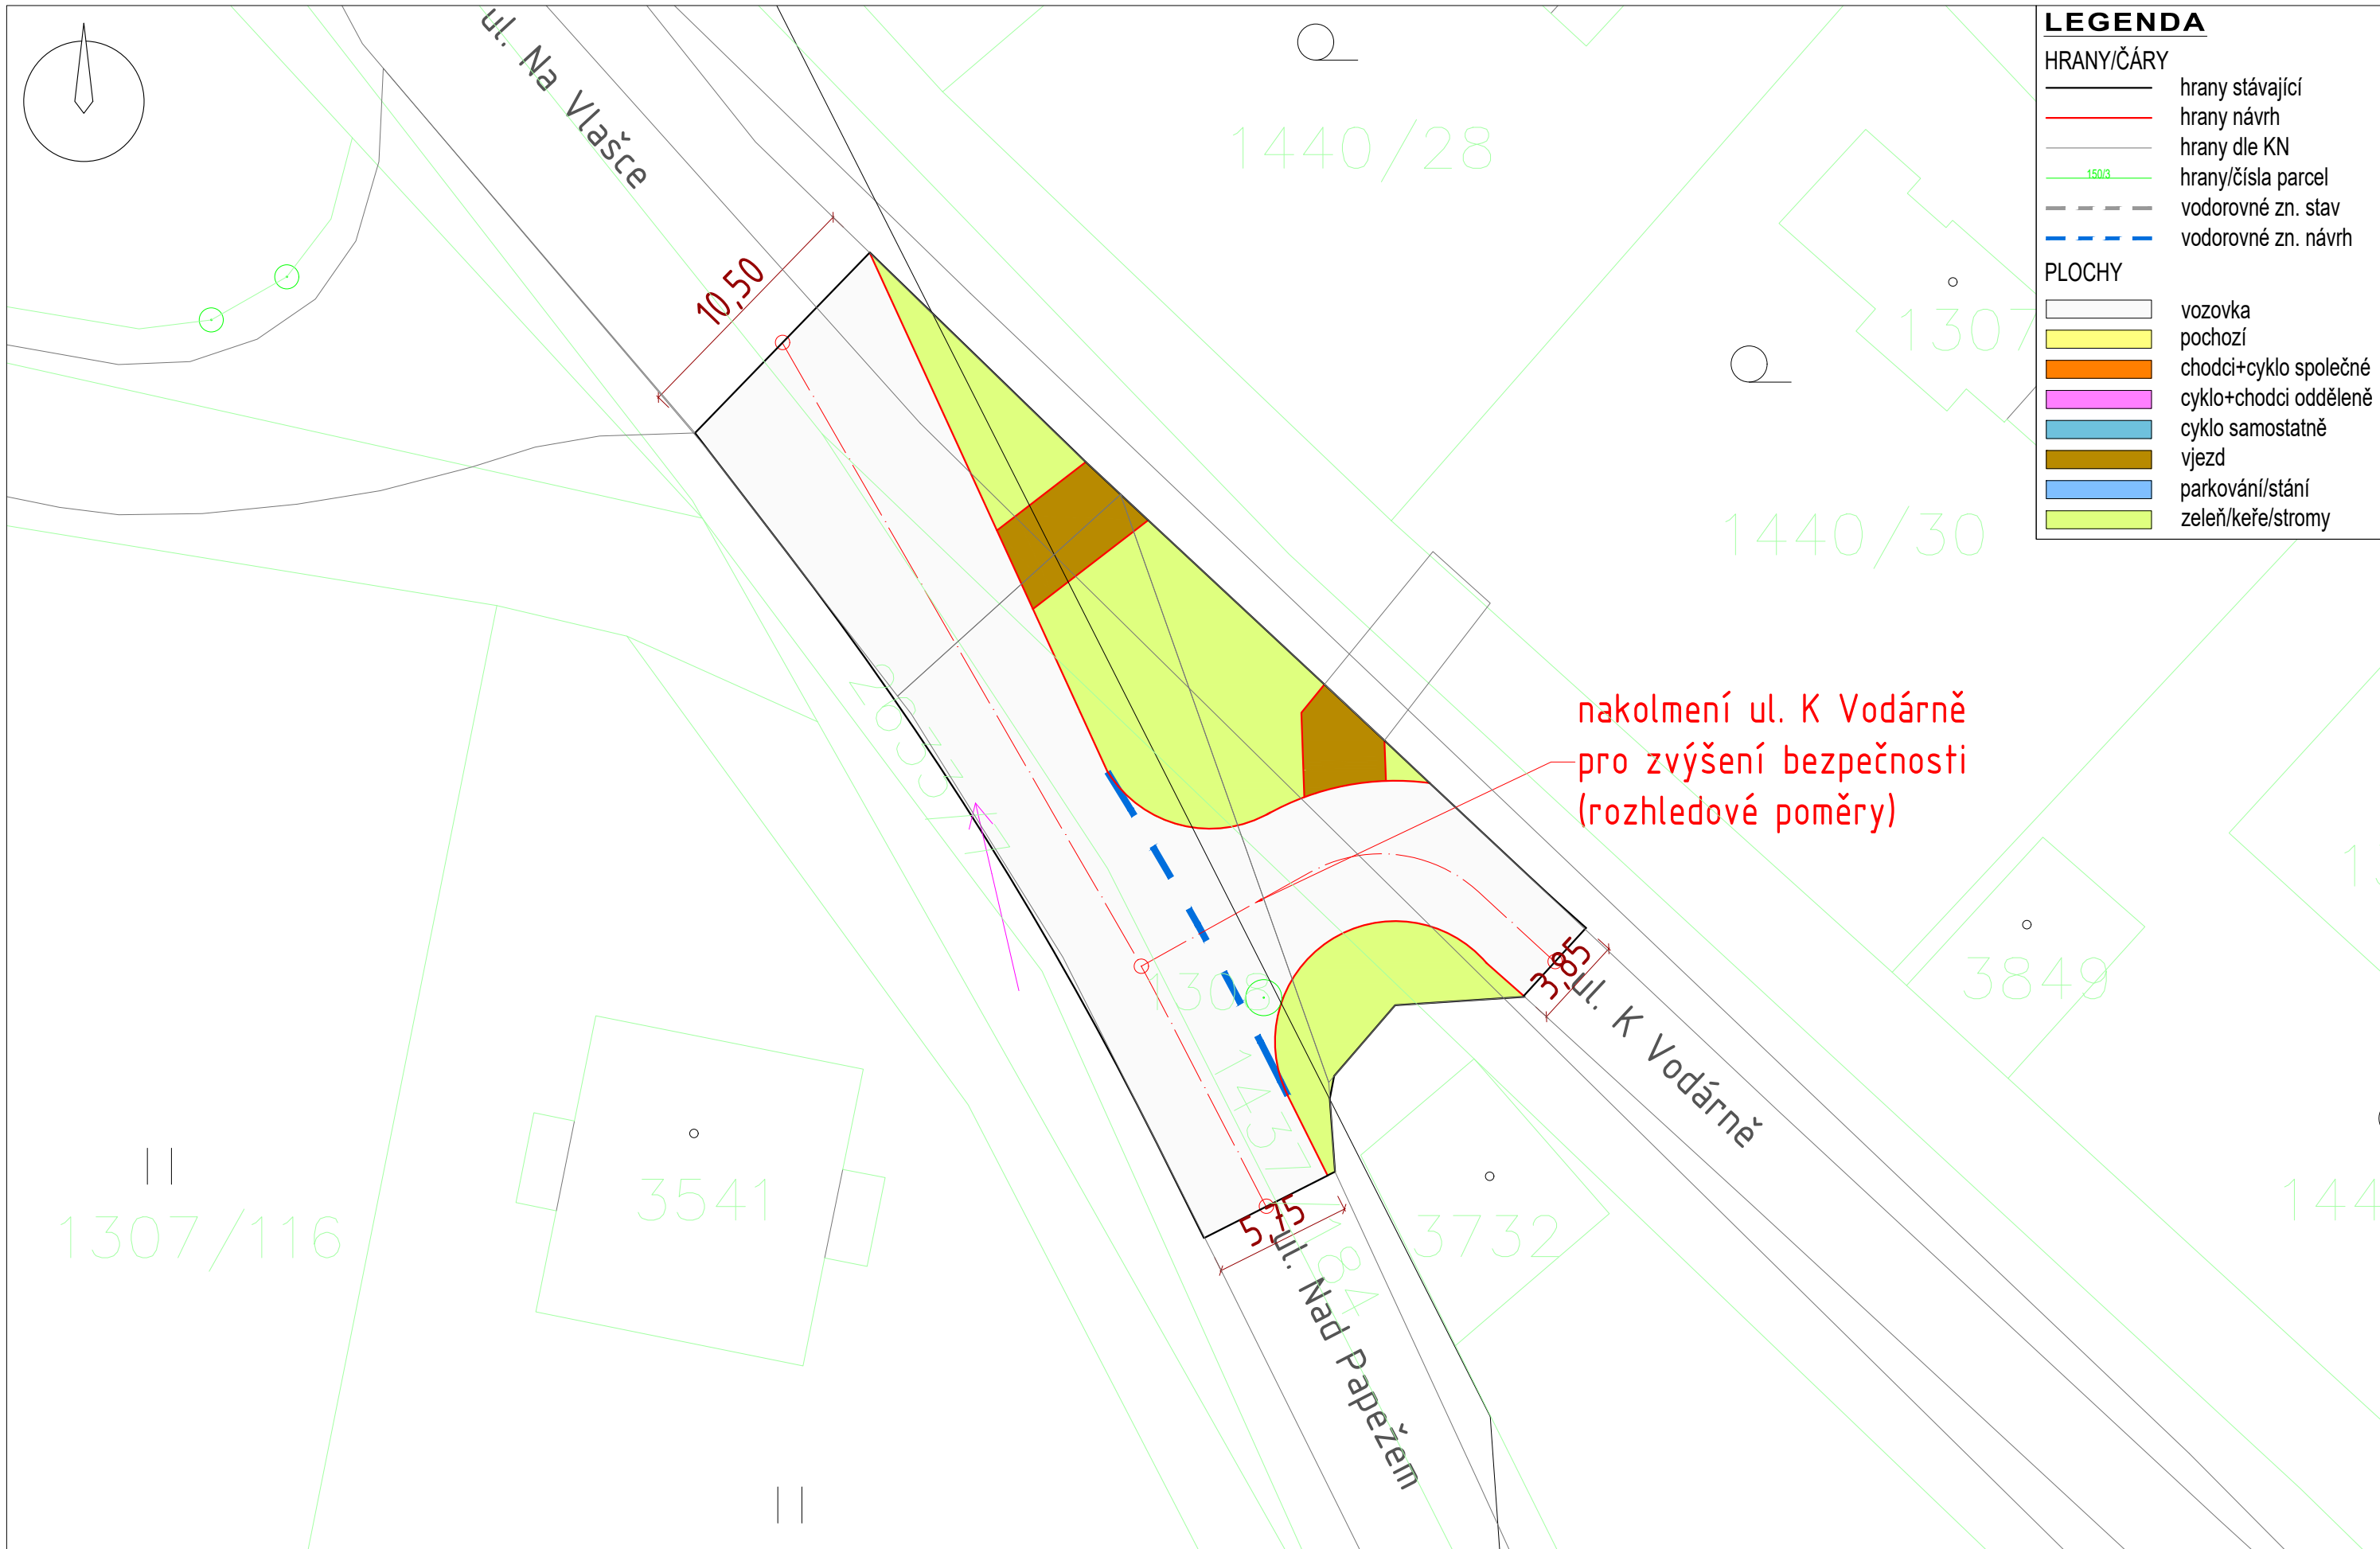 ul. Na Vlašce
LEGENDA
HRANY/ČÁRY
hrany stávající
hrany návrh
hrany dle KN
150/3
hrany/čísla parcel
vodorovné zn. stav
vodorovné zn. návrh
PLOCHY
vozovka
pochozí
chodci+cyklo společné
cyklo+chodci odděleně
cyklo samostatně
vjezd
parkování/stání
zeleň/keře/stromy
1440/28
10,50
1307
1440/30
nakolmení ul. K Vodárně
pro zvýšení bezpečnosti
(rozhledové poměry)
3849
3,85
ul. K Vodárně
3541
1307/116
3732
5,75
ul. Nad Papežem
144